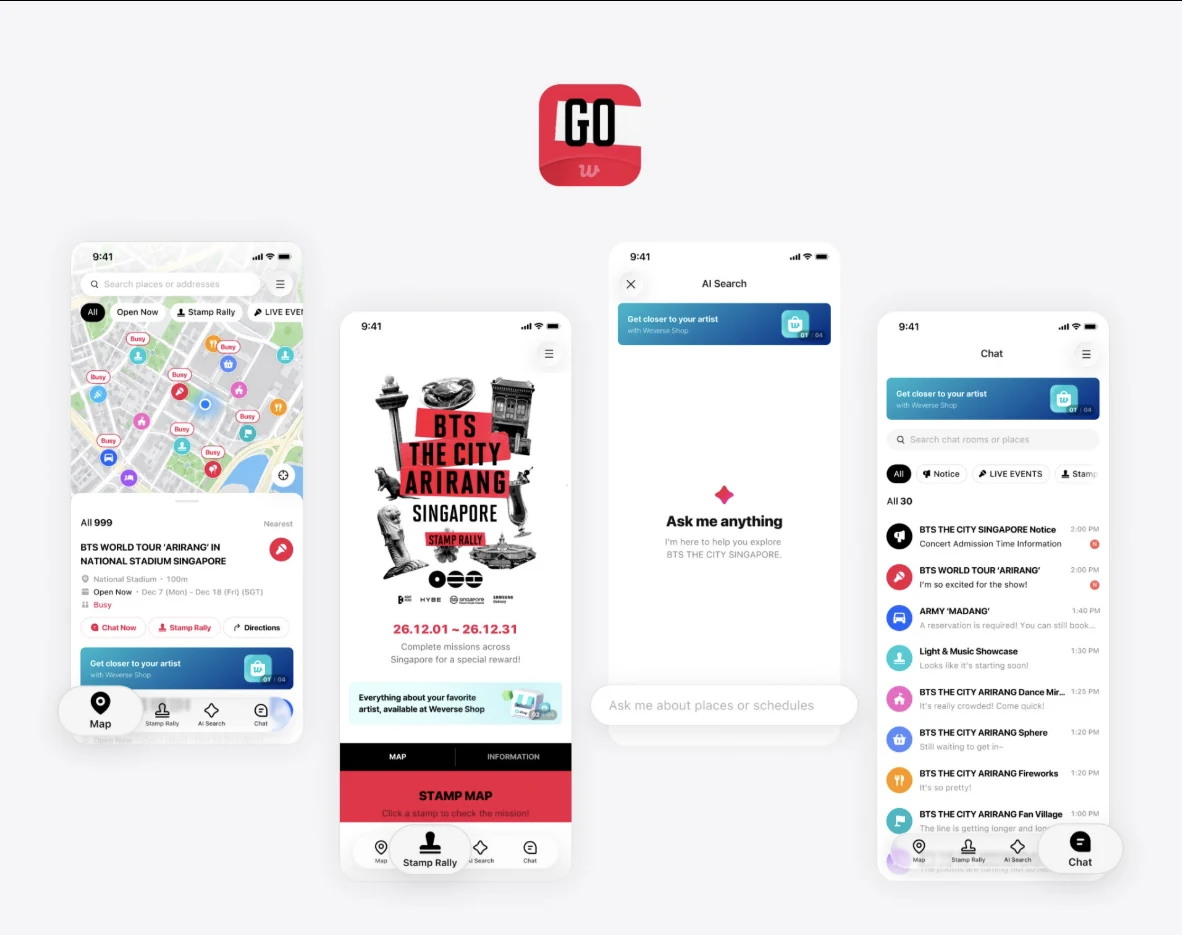 GO
w
9:41
Search places or addresses
All
Open Now
Stamp Rally
LIVE EVEN
Busy
Busy
Busy
Busy
Busy
Busy
Busy
Busy
All 999
Nearest
BTS WORLD TOUR 'ARIRANG' IN
NATIONAL STADIUM SINGAPORE
National Stadium · 100m
Open Now · Dec 7 (Mon) - Dec 18 (Fri) (SGT)
Busy
Chat Now
Stamp Rally
Directions
Get closer to your artist
with Weverse Shop
01 / 04
Map
Stamp Rally
AI Search
Chat
9:41
BTS
THE CITY
ARIRANG
SINGAPORE
STAMP RALLY
HYBE
26.12.01 ~ 26.12.31
Complete missions across
Singapore for a special reward!
Everything about your favorite
artist, available at Weverse Shop
MAP
INFORMATION
STAMP MAP
Click a stamp to check the mission!
Map
Stamp Rally
AI Search
Chat
9:41
AI Search
Get closer to your artist
with Weverse Shop
01 / 04
Ask me anything
I'm here to help you explore
BTS THE CITY SINGAPORE.
Ask me about places or schedules
9:41
Chat
Get closer to your artist
with Weverse Shop
01 / 04
Search chat rooms or places
All
Notice
LIVE EVENTS
Stamp
All 30
BTS THE CITY SINGAPORE Notice
2:00 PM
Concert Admission Time Information
N
BTS WORLD TOUR 'ARIRANG'
2:00 PM
I'm so excited for the show!
N
ARMY 'MADANG'
1:40 PM
A reservation is required! You can still book...
Light & Music Showcase
1:30 PM
Looks like it's starting soon!
BTS THE CITY ARIRANG Dance Mir...
1:25 PM
It's really crowded! Come quick!
BTS THE CITY ARIRANG Sphere
1:20 PM
Still waiting to get in~
BTS THE CITY ARIRANG Fireworks
1:20 PM
It's so pretty!
BTS THE CITY ARIRANG Fan Village
1:00 PM
The line is getting longer and lon
Map
Stamp Rally
AI Search
Chat